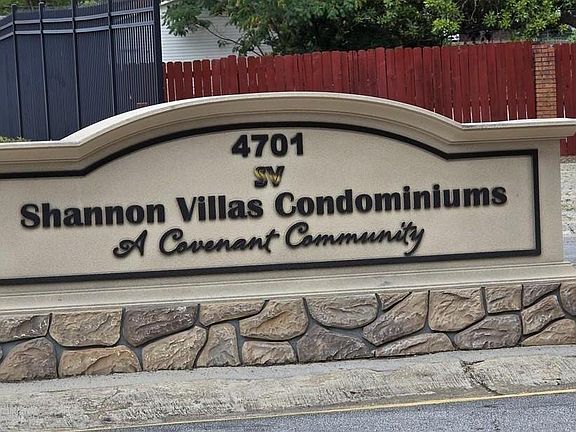 4701
SV
Shannon Villas Condominiums
A Covenant Community